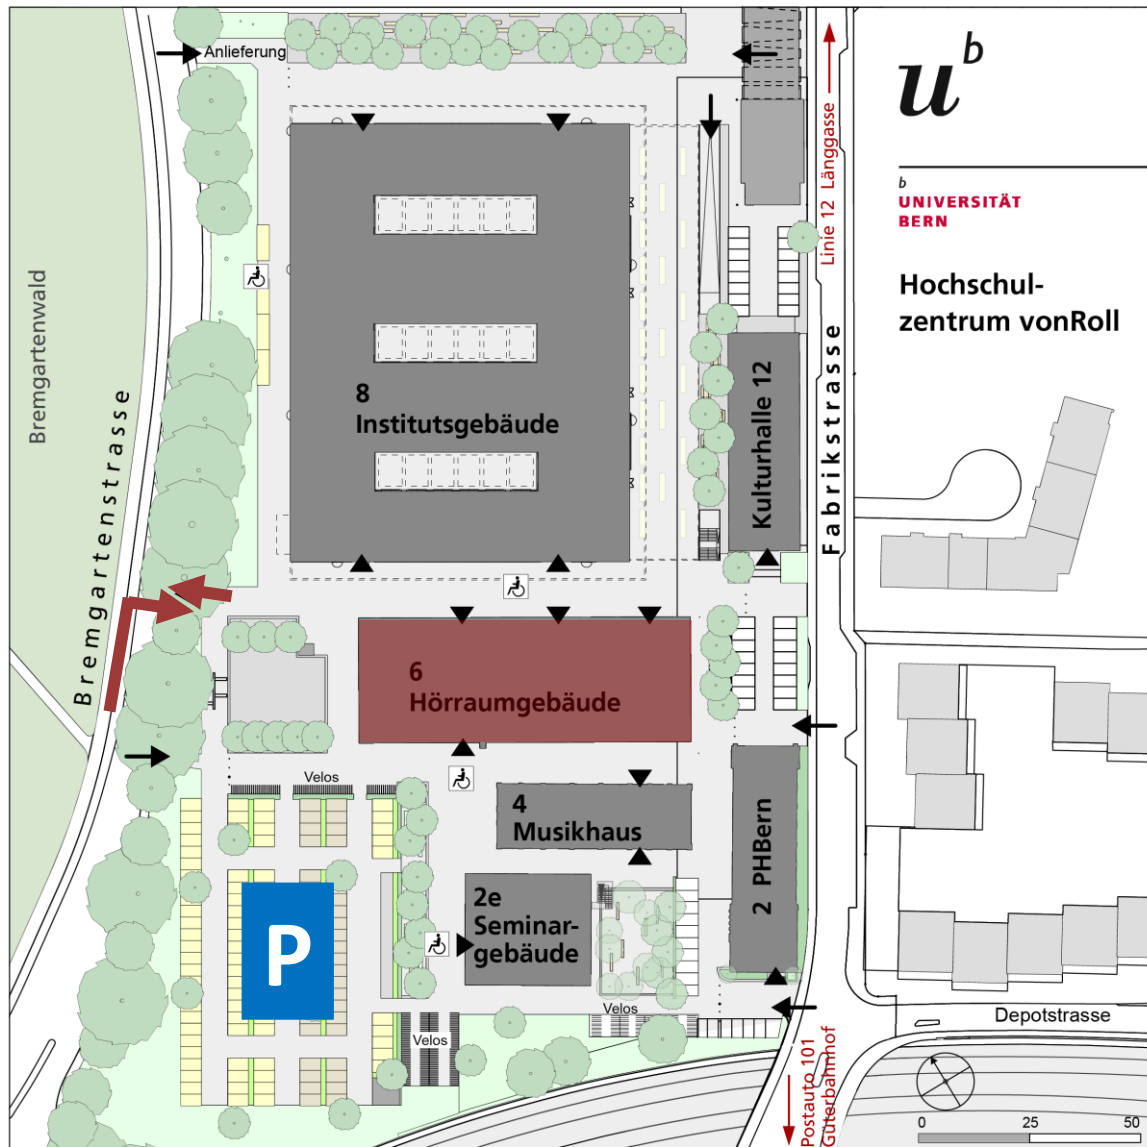 Anlieferung
Linie 12 Länggasse
u^b
b
UNIVERSITÄT
BERN
Hochschul-
zentrum vonRoll
Bremgartenwald
Bremgartenstrasse
8
Institutsgebäude
Kulturhalle 12
Fabrikstrasse
6
Hörraumgebäude
Velos
4
Musikhaus
2 PHBern
2e
Seminar-
gebäude
P
Velos
Velos
Depotstrasse
Postauto 101
Güterbahnhof
0 25 50